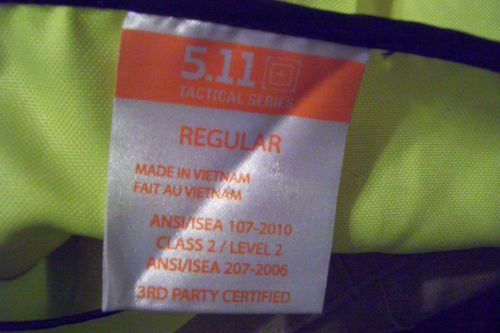 5.11
TACTICAL SERIES
REGULAR
MADE IN VIETNAM
FAIT AU VIETNAM
ANSI/ISEA 107-2010
CLASS 2 / LEVEL 2
ANSI/ISEA 207-2006
3RD PARTY CERTIFIED